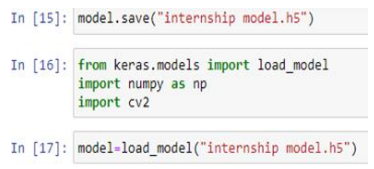 In [15]: model.save("internship model.h5")
In [16]: from keras.models import load_model
import numpy as np
import cv2
In [17]: model=load_model("internship model.h5")